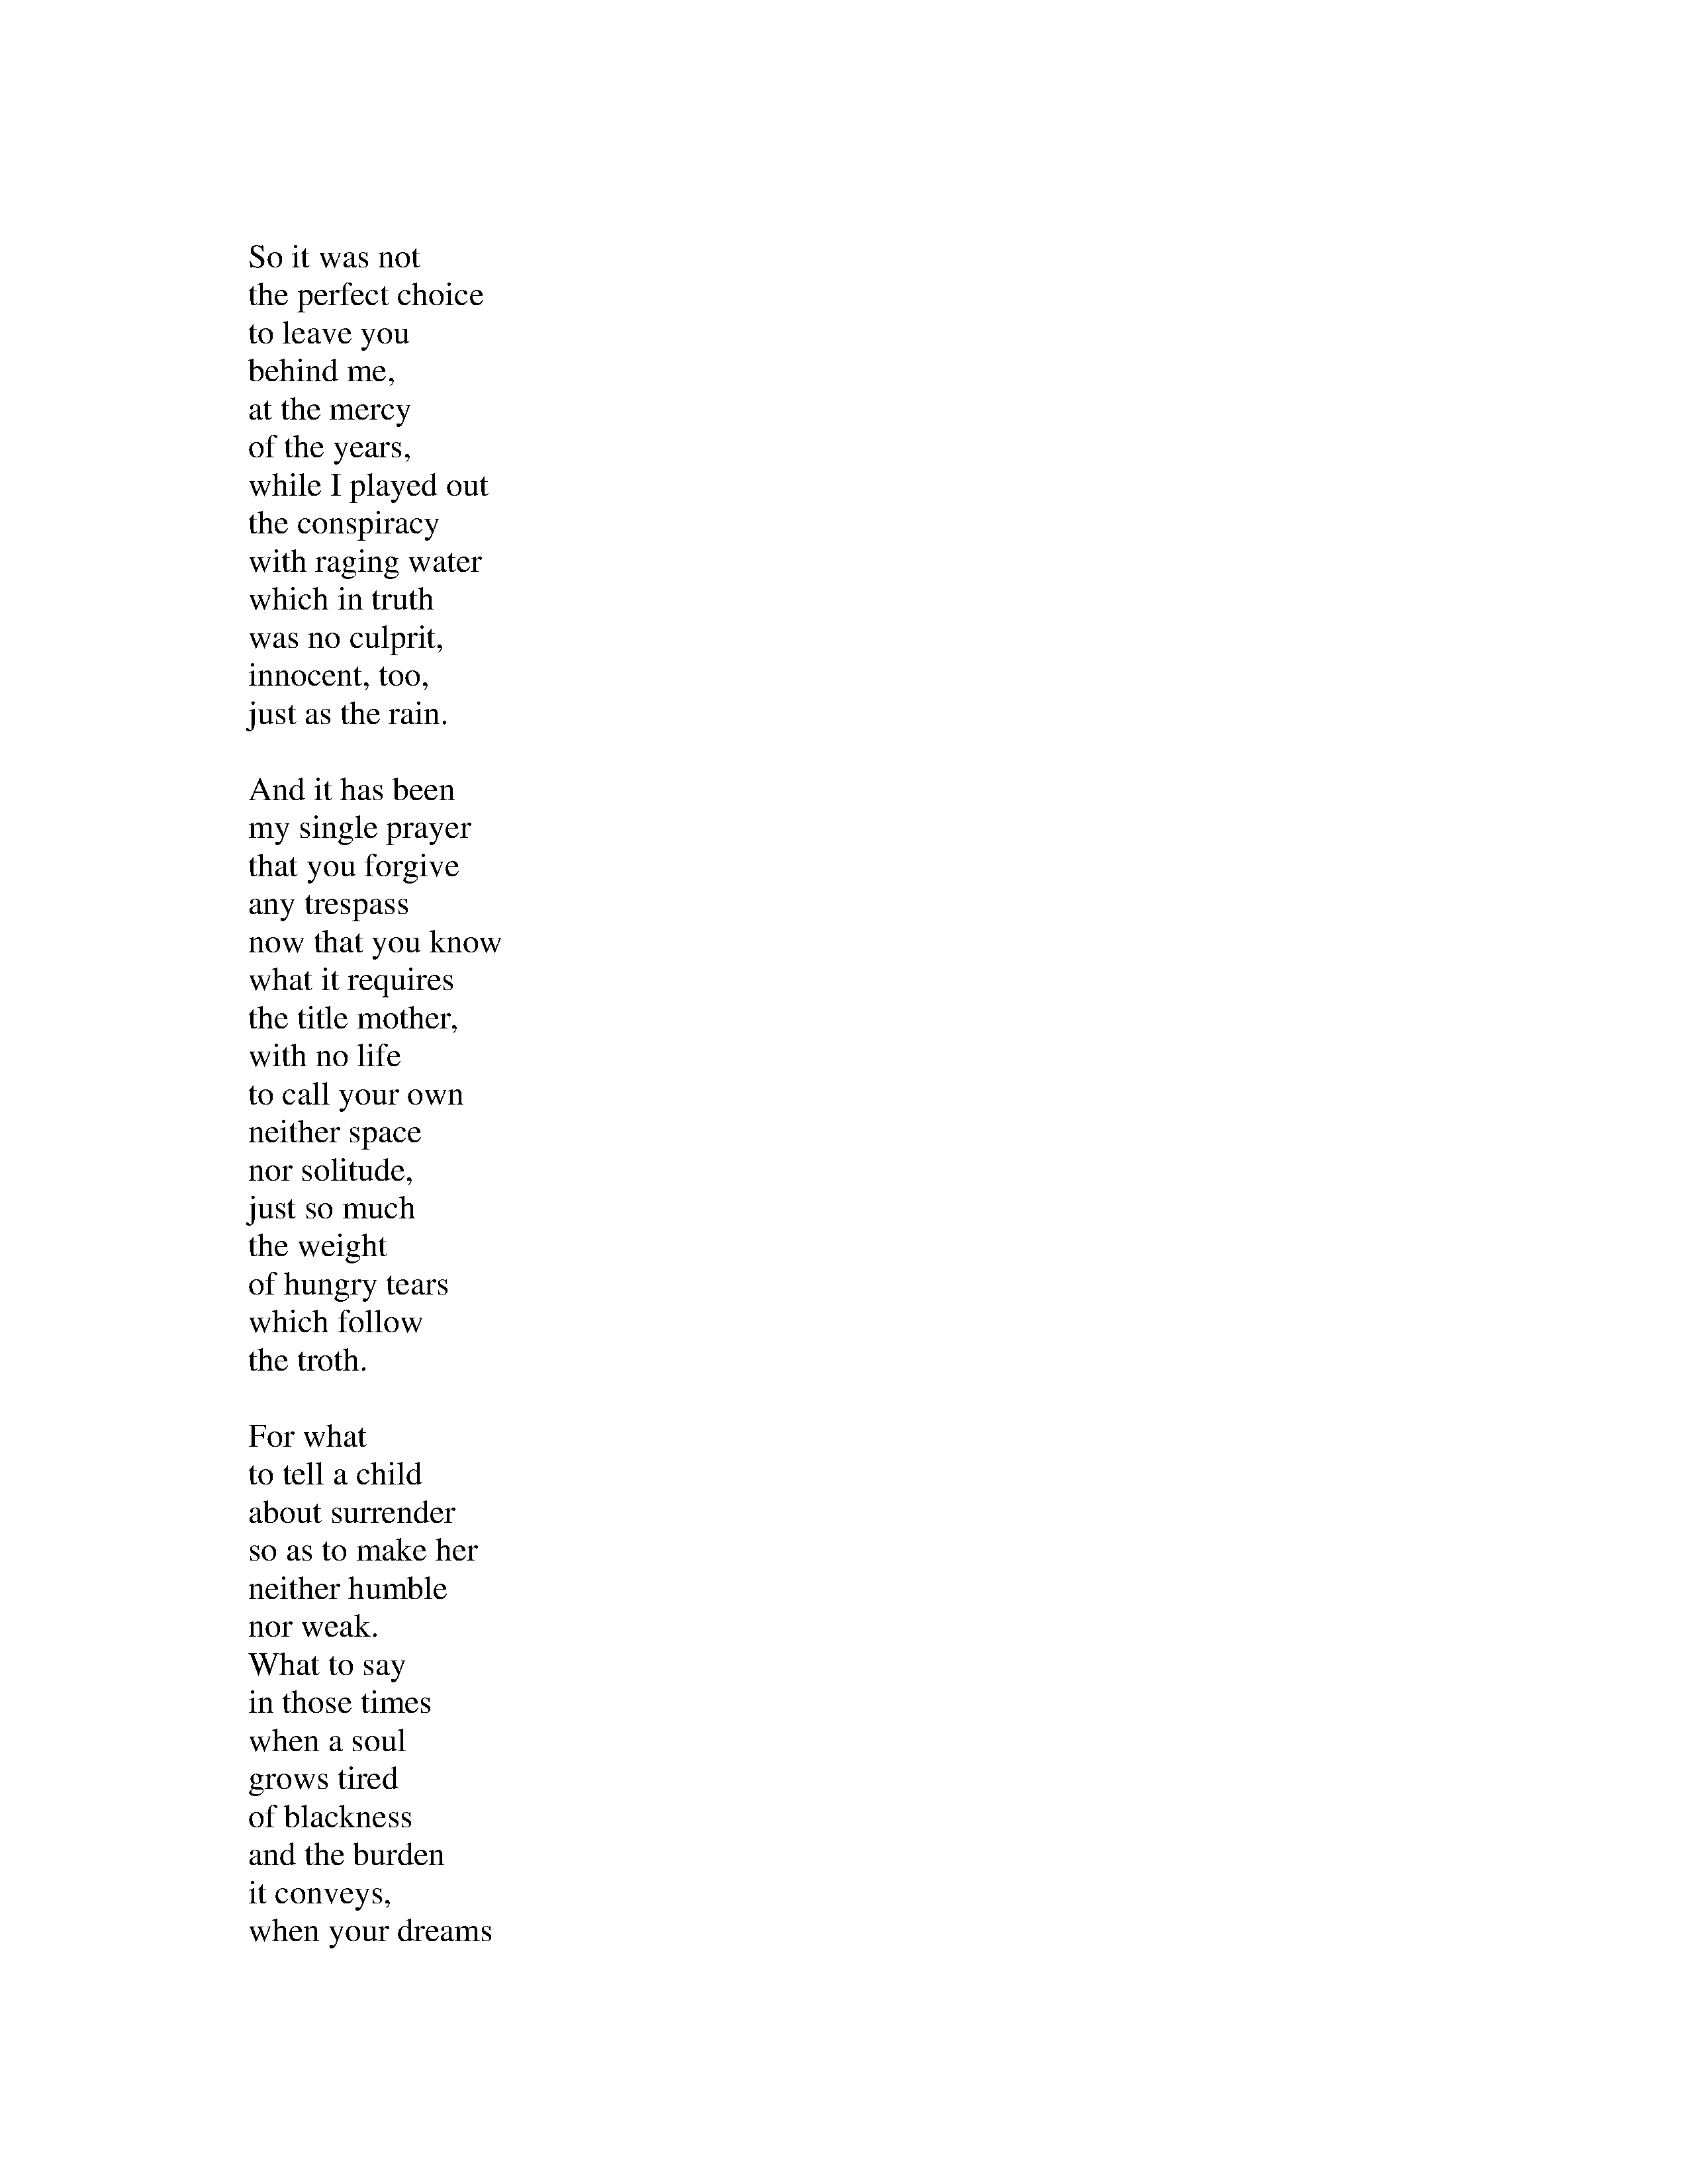 So it was not
the perfect choice
to leave you
behind me,
at the mercy
of the years,
while I played out
the conspiracy
with raging water
which in truth
was no culprit,
innocent, too,
just as the rain.

And it has been
my single prayer
that you forgive
any trespass
now that you know
what it requires
the title mother,
with no life
to call your own
neither space
nor solitude,
just so much
the weight
of hungry tears
which follow
the troth.

For what
to tell a child
about surrender
so as to make her
neither humble
nor weak.
What to say
in those times
when a soul
grows tired
of blackness
and the burden
it conveys,
when your dreams